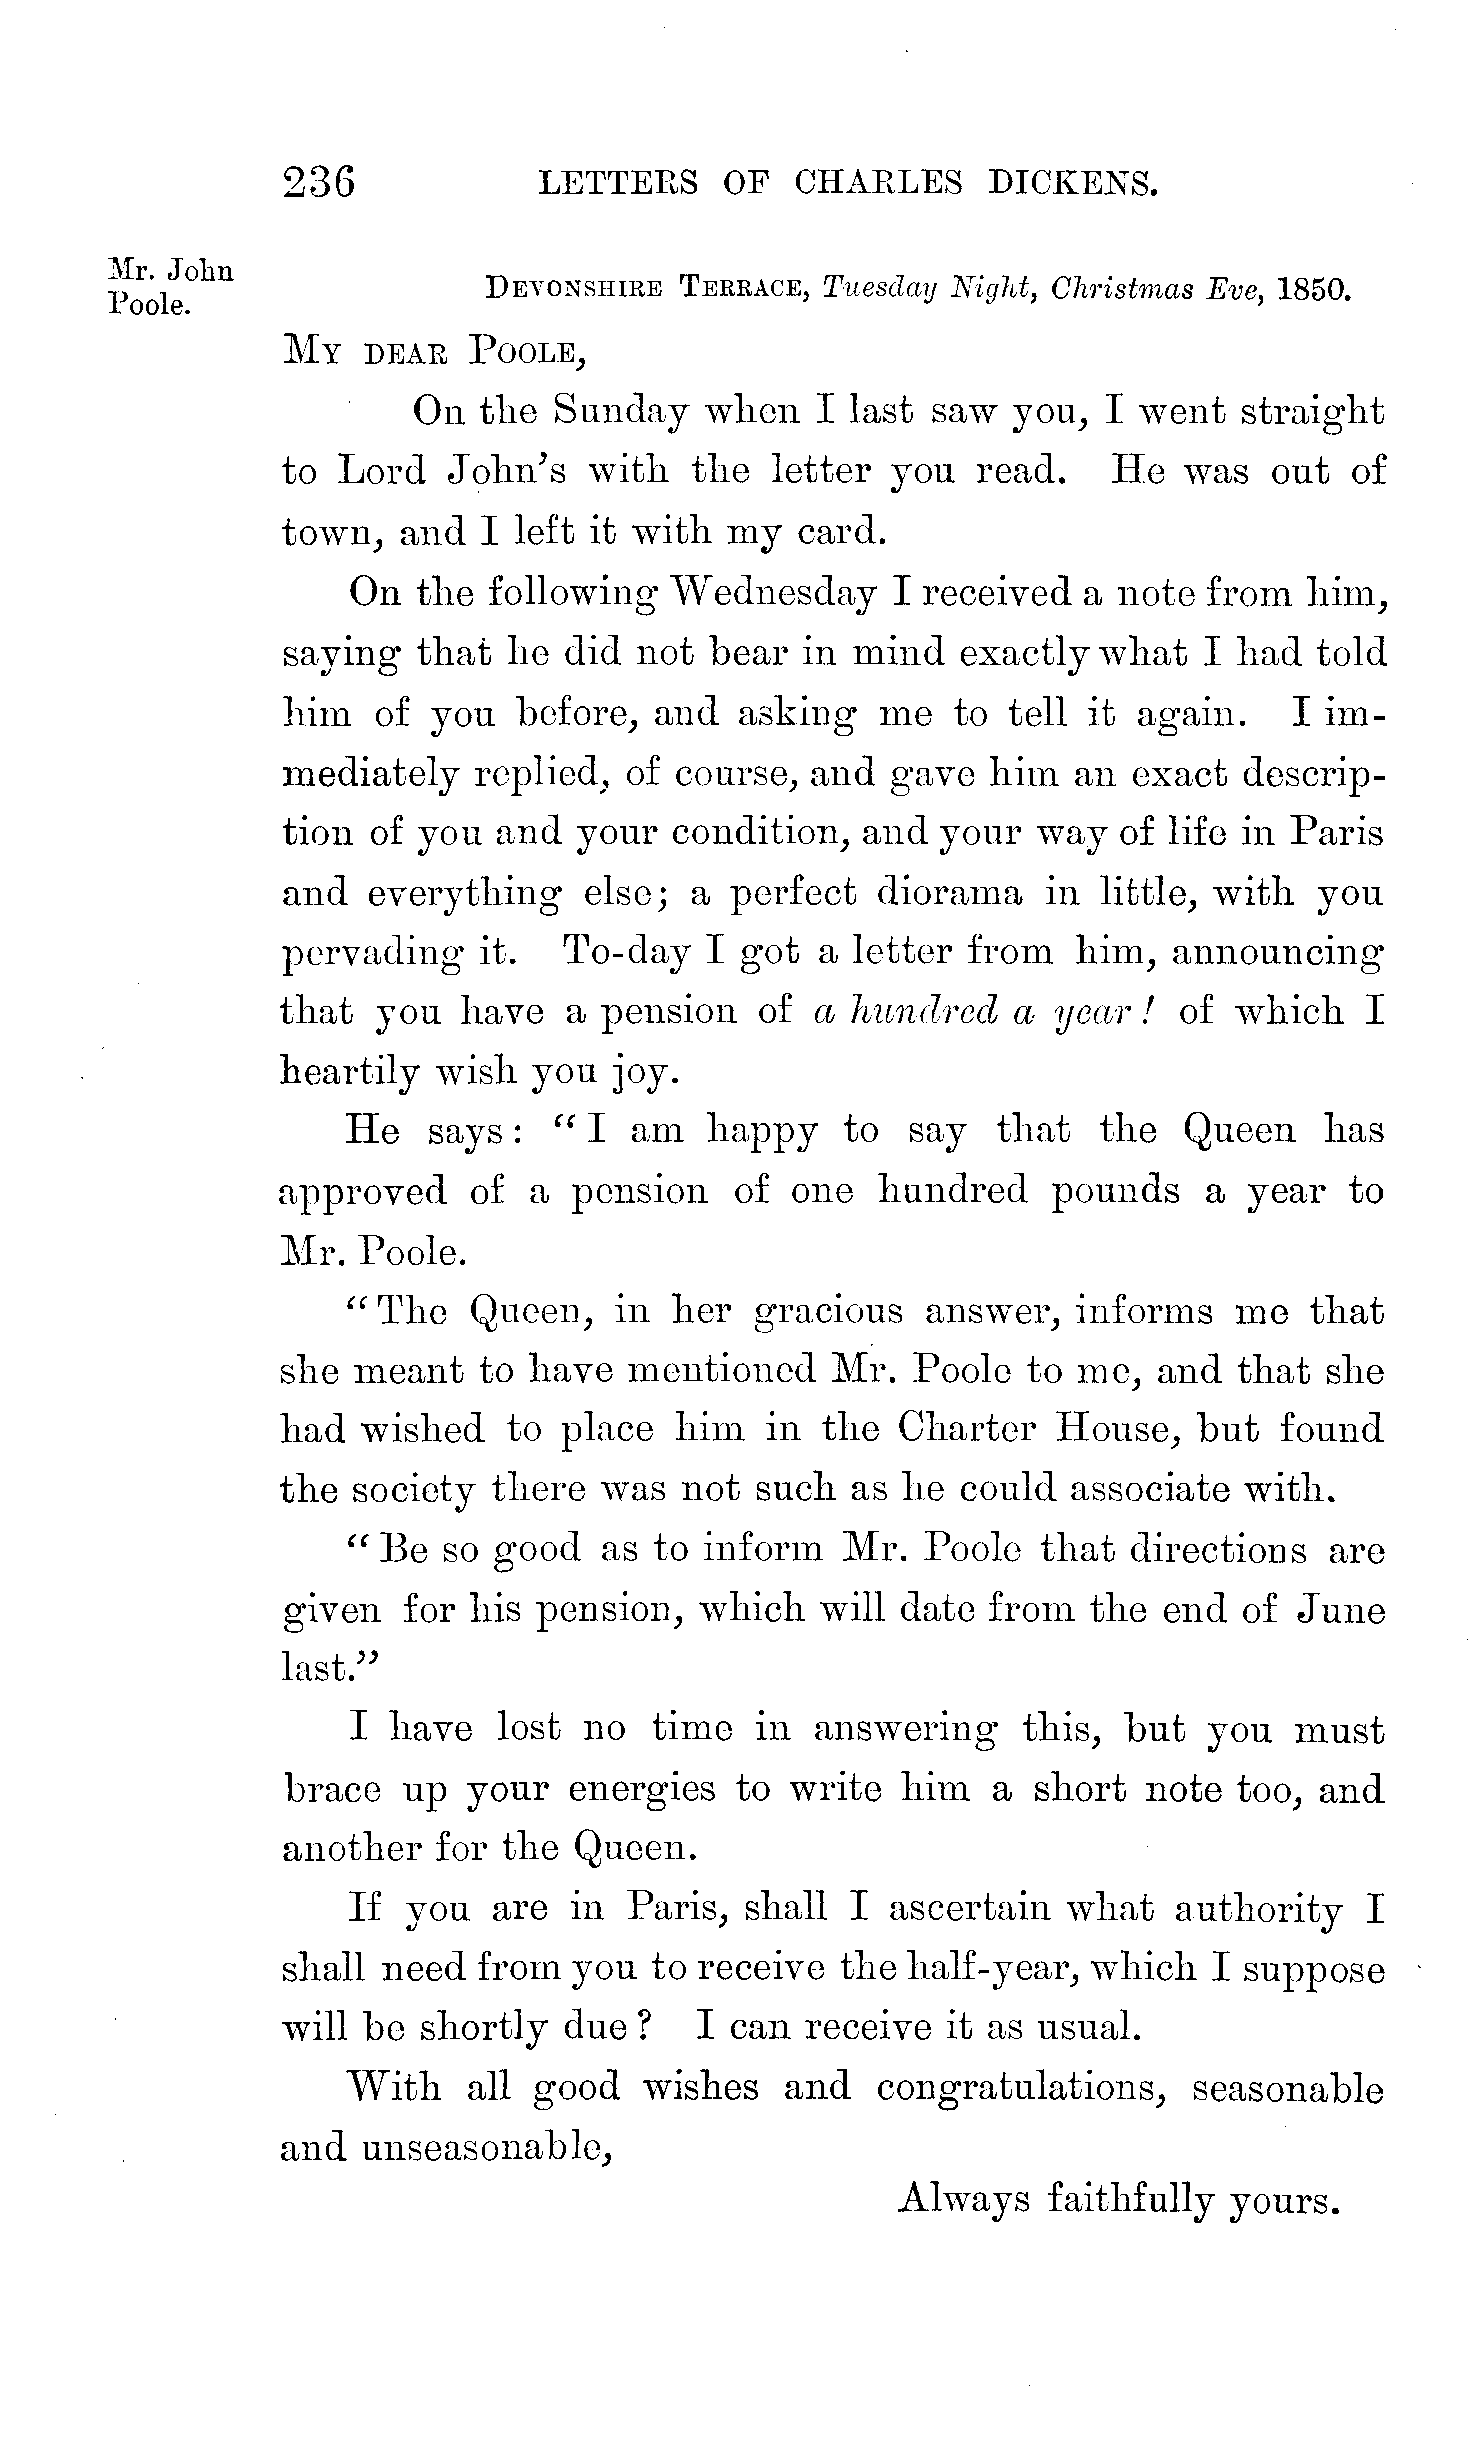 236 LETTERS OF CHARLES DICKENS.
Mr. John
Poole.
DEVONSHIRE TERRACE, Tuesday Night, Christmas Eve, 1850.
MY DEAR POOLE,
On the Sunday when I last saw you, I went straight
to Lord John's with the letter you read. He was out of
town, and I left it with my card.
On the following Wednesday I received a note from him,
saying that he did not bear in mind exactly what I had told
him of you before, and asking me to tell it again. I im-
mediately replied, of course, and gave him an exact descrip-
tion of you and your condition, and your way of life in Paris
and everything else; a perfect diorama in little, with you
pervading it. To-day I got a letter from him, announcing
that you have a pension of a hundred a year! of which I
heartily wish you joy.
He says: "I am happy to say that the Queen has
approved of a pension of one hundred pounds a year to
Mr. Poole.
"The Queen, in her gracious answer, informs me that
she meant to have mentioned Mr. Poole to me, and that she
had wished to place him in the Charter House, but found
the society there was not such as he could associate with.
"Be so good as to inform Mr. Poole that directions are
given for his pension, which will date from the end of June
last."
I have lost no time in answering this, but you must
brace up your energies to write him a short note too, and
another for the Queen.
If you are in Paris, shall I ascertain what authority I
shall need from you to receive the half-year, which I suppose
will be shortly due? I can receive it as usual.
With all good wishes and congratulations, seasonable
and unseasonable,
Always faithfully yours.